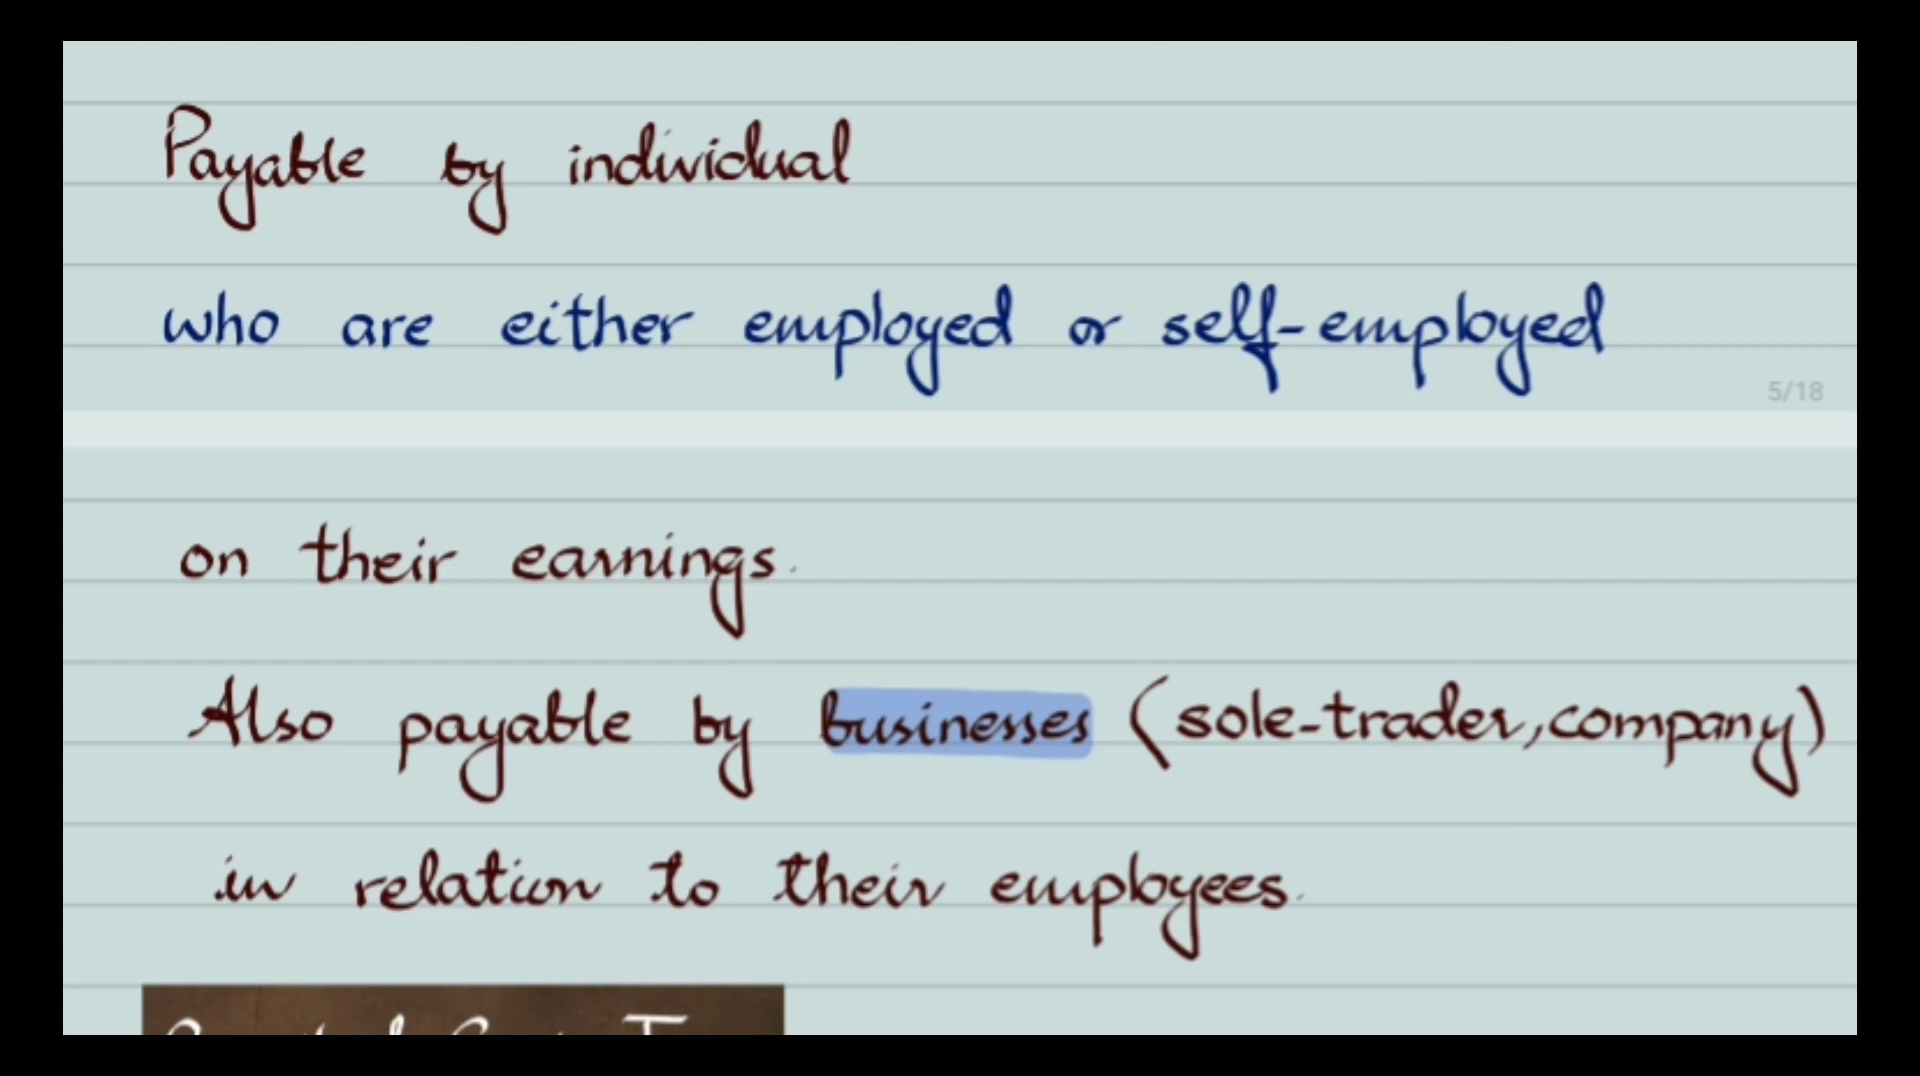 Payable by individual
who are either employed or self-employed
5/18
on their earnings.
Also payable by businesses (sole-trader, company)
in relation to their employees.